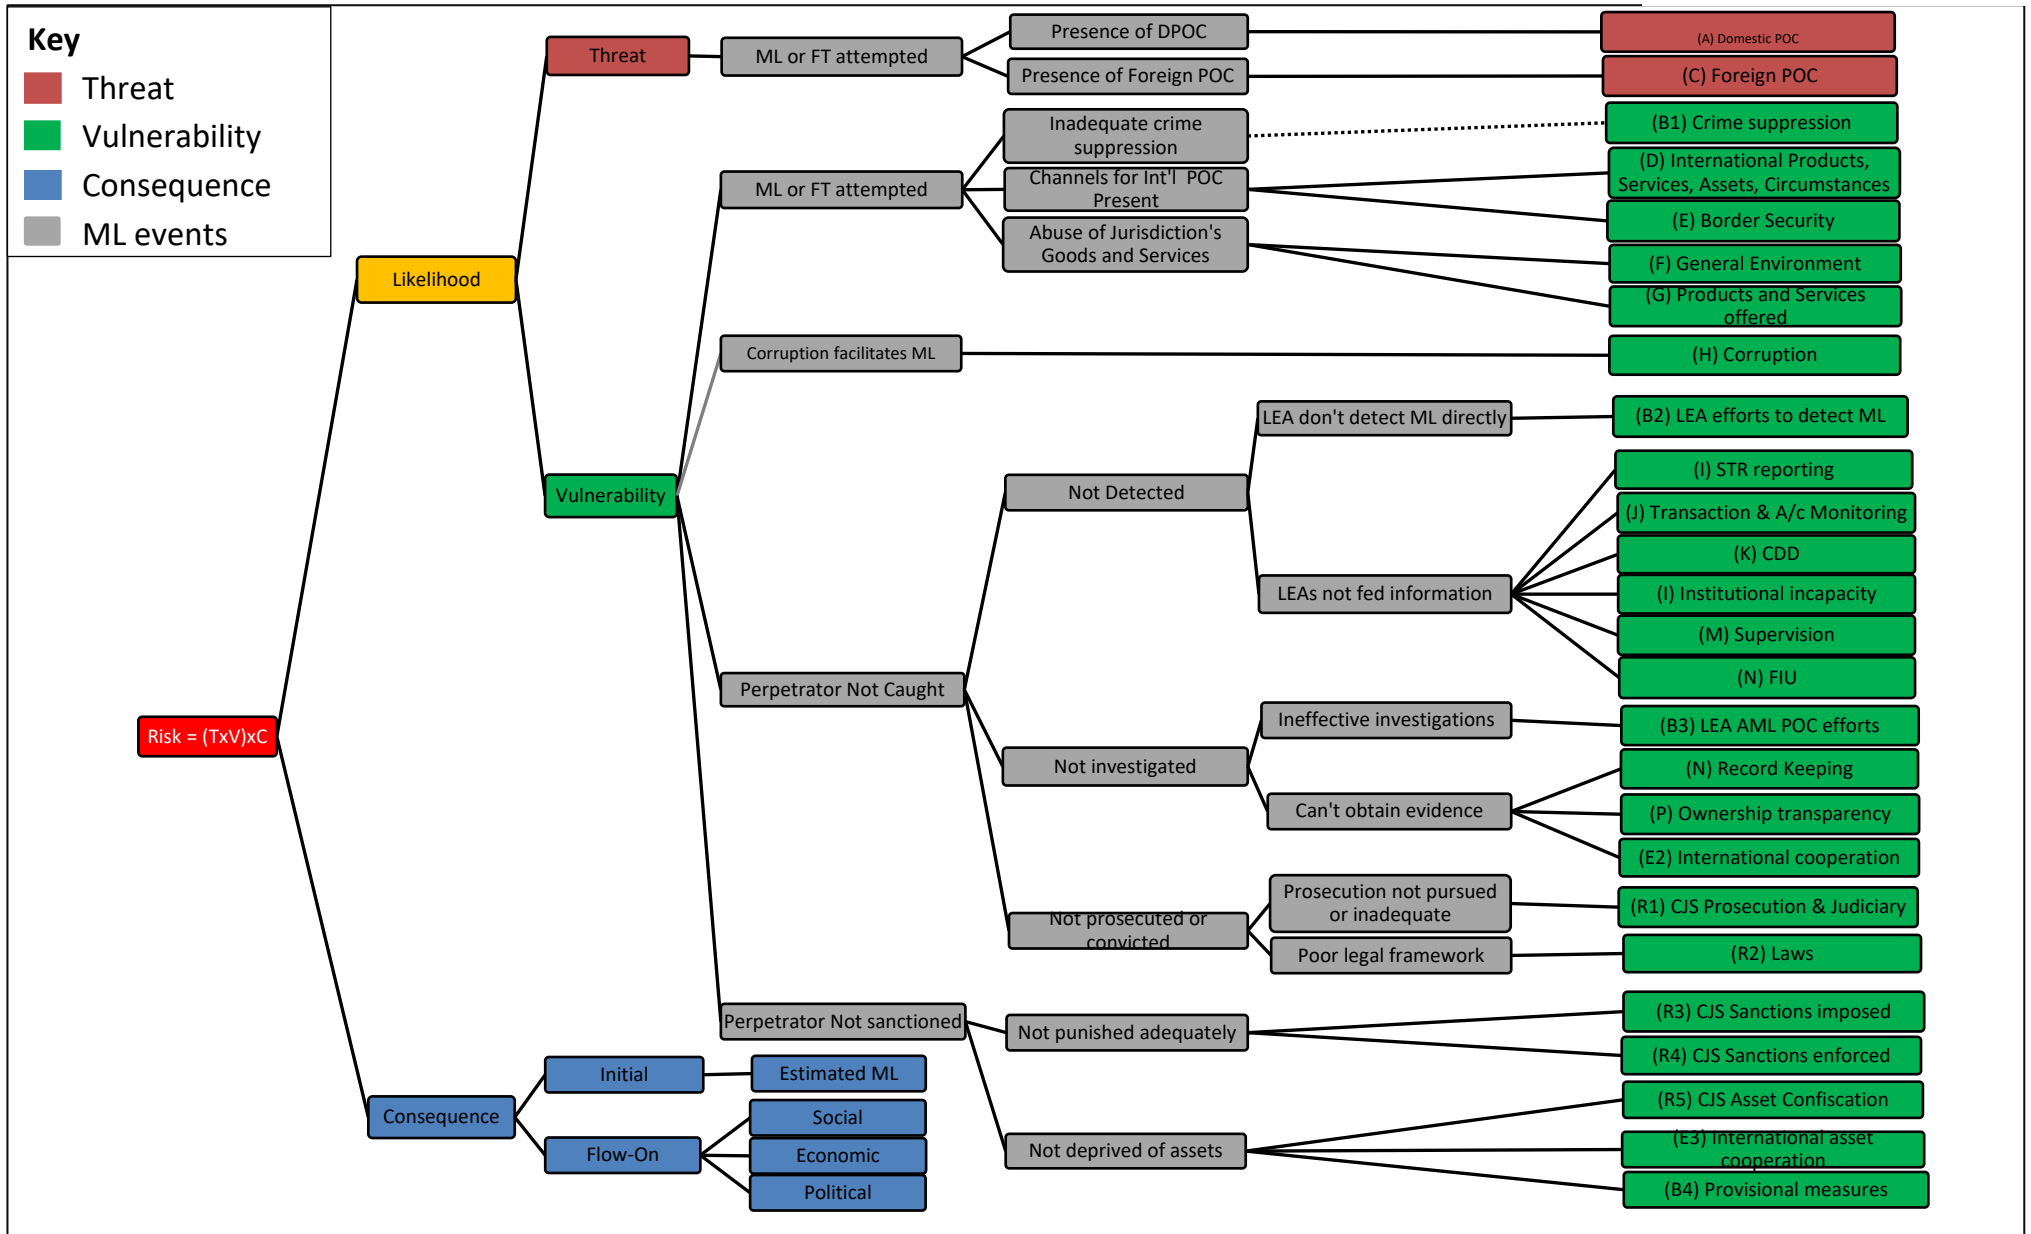 Key
Threat
Vulnerability
Consequence
ML events
Risk = (TxV)xC
Likelihood
Threat
ML or FT attempted
Presence of DPOC
(A) Domestic POC
Presence of Foreign POC
(C) Foreign POC
Vulnerability
ML or FT attempted
Inadequate crime
suppression
(B1) Crime suppression
Channels for Int'l POC
Present
(D) International Products,
Services, Assets, Circumstances
(E) Border Security
Abuse of Jurisdiction's
Goods and Services
(F) General Environment
(G) Products and Services
offered
Corruption facilitates ML
(H) Corruption
Perpetrator Not Caught
Not Detected
LEA don't detect ML directly
(B2) LEA efforts to detect ML
LEAs not fed information
(I) STR reporting
(J) Transaction & A/c Monitoring
(K) CDD
(I) Institutional incapacity
(M) Supervision
(N) FIU
Not investigated
Ineffective investigations
(B3) LEA AML POC efforts
Can't obtain evidence
(N) Record Keeping
(P) Ownership transparency
(E2) International cooperation
Not prosecuted or
convicted
Prosecution not pursued
or inadequate
(R1) CJS Prosecution & Judiciary
Poor legal framework
(R2) Laws
Perpetrator Not sanctioned
Not punished adequately
(R3) CJS Sanctions imposed
(R4) CJS Sanctions enforced
Not deprived of assets
(R5) CJS Asset Confiscation
(E3) International asset
cooperation
(B4) Provisional measures
Consequence
Initial
Estimated ML
Flow-On
Social
Economic
Political